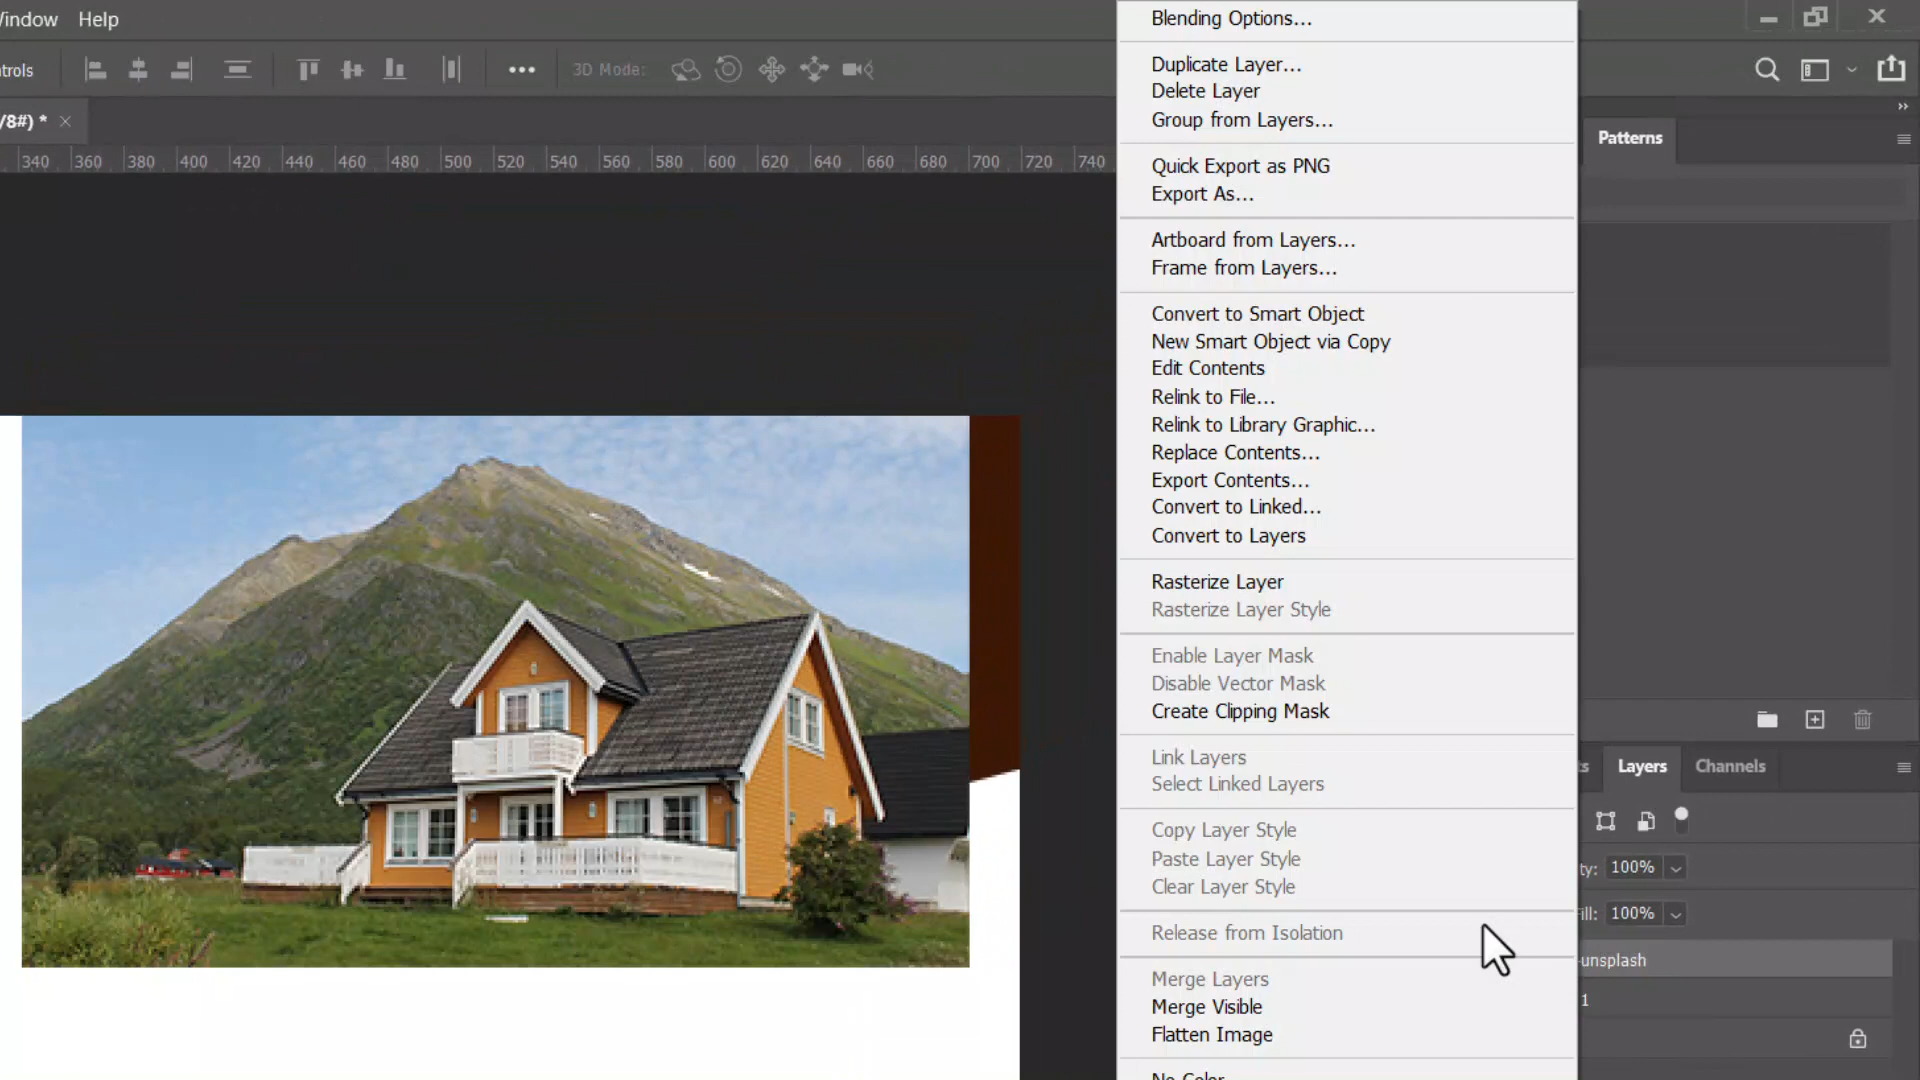 Window Help
trols
3D Mode:
/8#) *
340 360 380 400 420 440 460 480 500 520 540 560 580 600 620 640 660 680 700 720 740
Blending Options...
Duplicate Layer...
Delete Layer
Group from Layers...
Quick Export as PNG
Export As...
Artboard from Layers...
Frame from Layers...
Convert to Smart Object
New Smart Object via Copy
Edit Contents
Relink to File...
Relink to Library Graphic...
Replace Contents...
Export Contents...
Convert to Linked...
Convert to Layers
Rasterize Layer
Rasterize Layer Style
Enable Layer Mask
Disable Vector Mask
Create Clipping Mask
Link Layers
Select Linked Layers
Copy Layer Style
Paste Layer Style
Clear Layer Style
Release from Isolation
Merge Layers
Merge Visible
Flatten Image
No Color
Patterns
ts Layers Channels
ty: 100%
ill: 100%
-unsplash
1